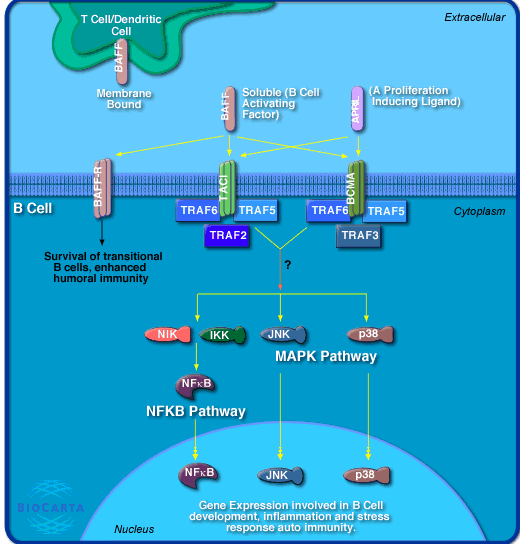 T Cell/Dendritic
Cell
Extracellular
BAFF
Membrane
Bound
BAFF
Soluble (B Cell
Activating
Factor)
APRIL
(A Proliferation
Inducing Ligand)
BAFF-R
TACI
BCMA
B Cell
Cytoplasm
TRAF6
TRAF5
TRAF2
TRAF6
TRAF5
TRAF3
Survival of transitional
B cells, enhanced
humoral immunity
?
NIK
IKK
JNK
p38
MAPK Pathway
NFκB
NFKB Pathway
NFκB
JNK
p38
Gene Expression involved in B Cell
development, inflammation and stress
response auto immunity.
BIOCARTA
Nucleus